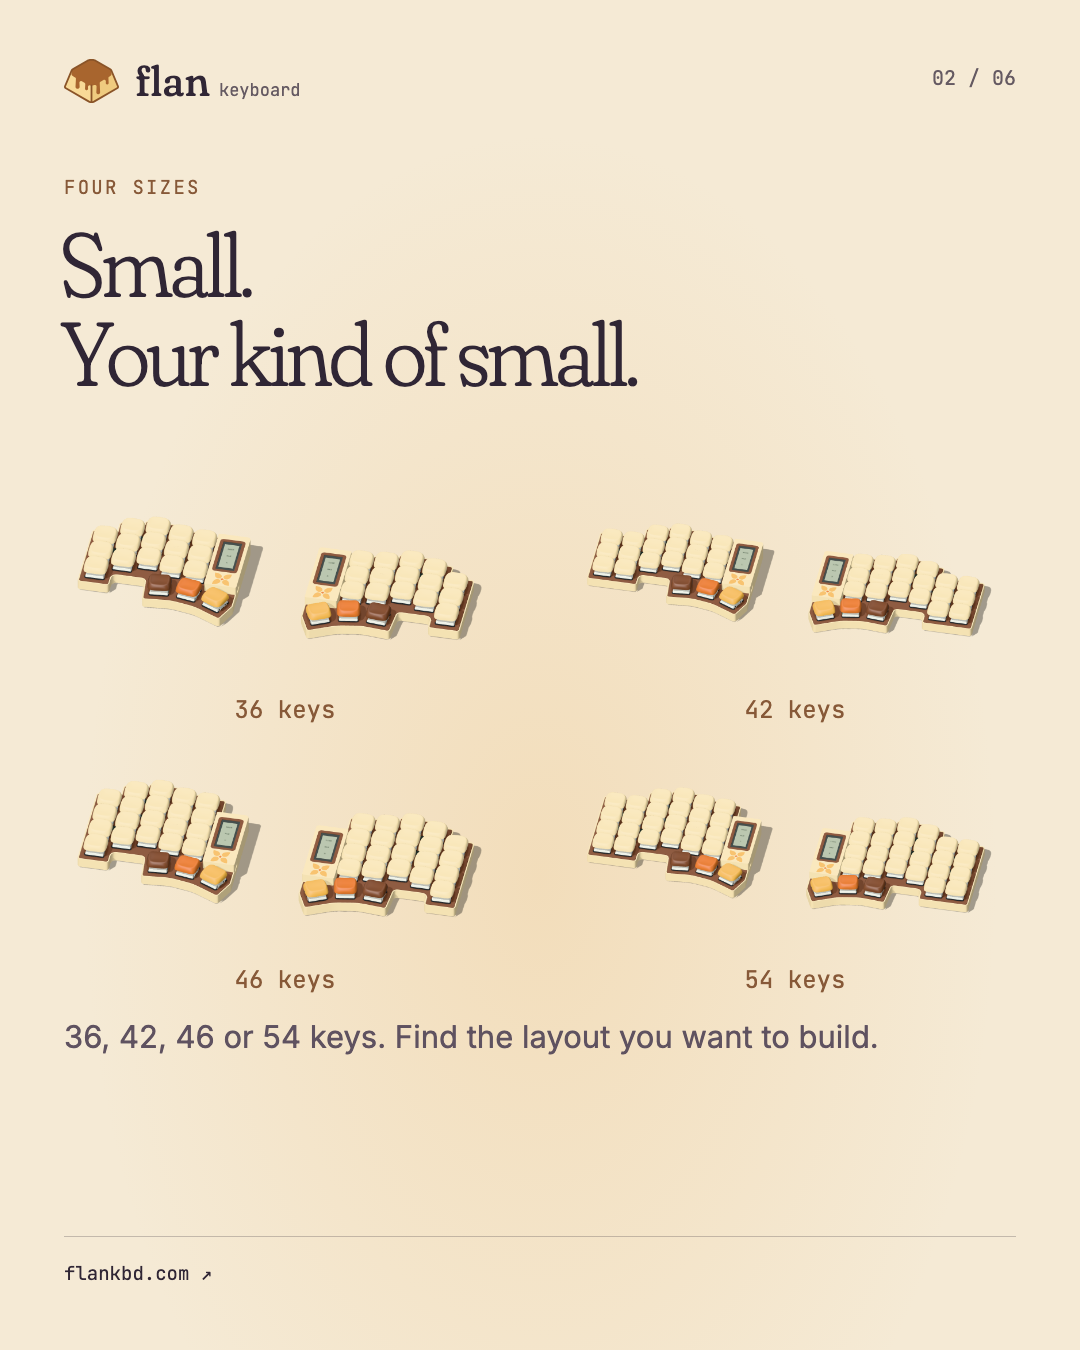 flan keyboard
02 / 06
FOUR SIZES
Small.
Your kind of small.
36 keys
42 keys
46 keys
54 keys
36, 42, 46 or 54 keys. Find the layout you want to build.
flankbd.com ↗